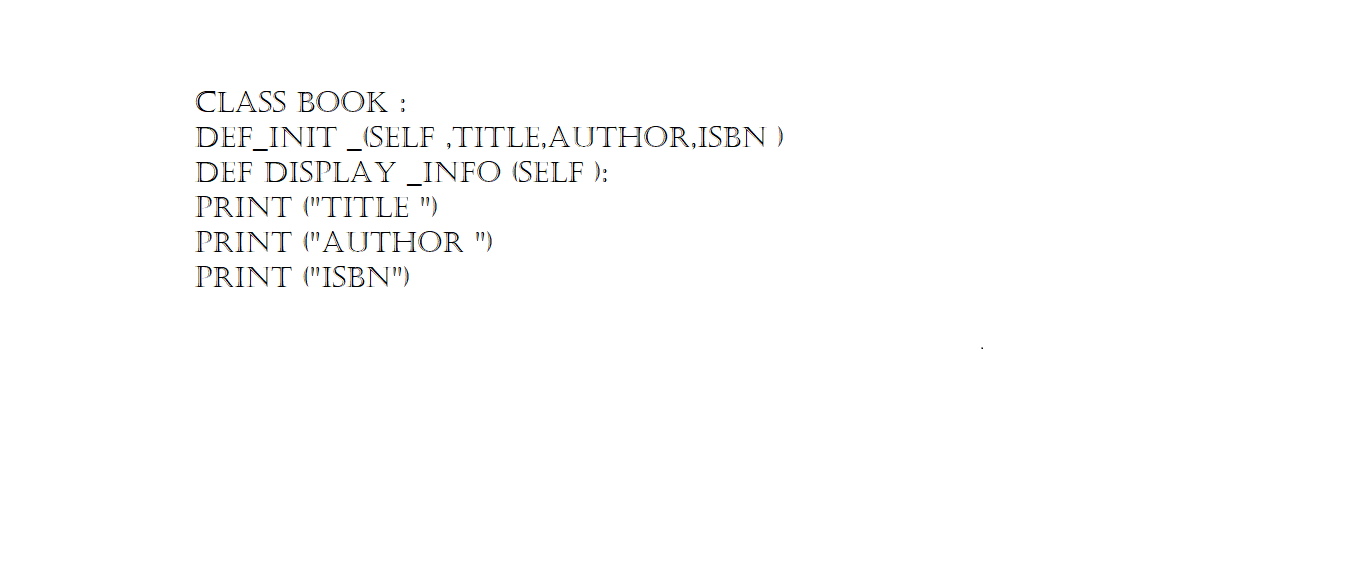 CLASS BOOK :
DEF_INIT _(SELF ,TITLE,AUTHOR,ISBN )
DEF DISPLAY _INFO (SELF ):
PRINT ("TITLE ")
PRINT ("AUTHOR ")
PRINT ("ISBN")